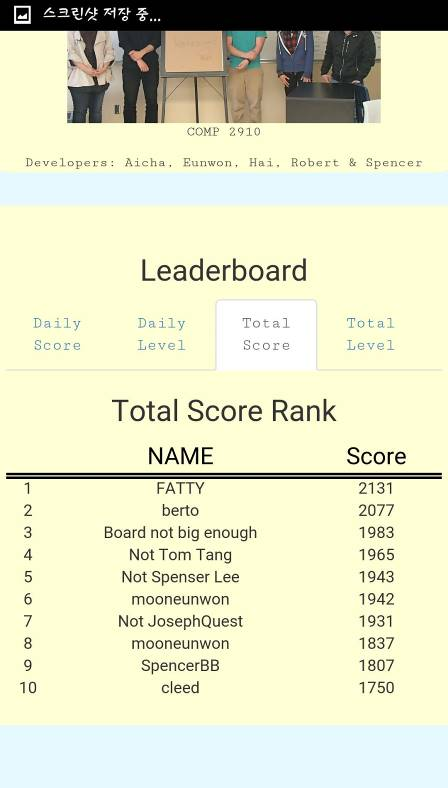 스크린샷 저장 중...
COMP 2910
Developers: Aicha, Eunwon, Hai, Robert & Spencer
Leaderboard
Daily Score
Daily Level
Total Score
Total Level
Total Score Rank
NAME Score
1 FATTY 2131
2 berto 2077
3 Board not big enough 1983
4 Not Tom Tang 1965
5 Not Spenser Lee 1943
6 mooneunwon 1942
7 Not JosephQuest 1931
8 mooneunwon 1837
9 SpencerBB 1807
10 cleed 1750